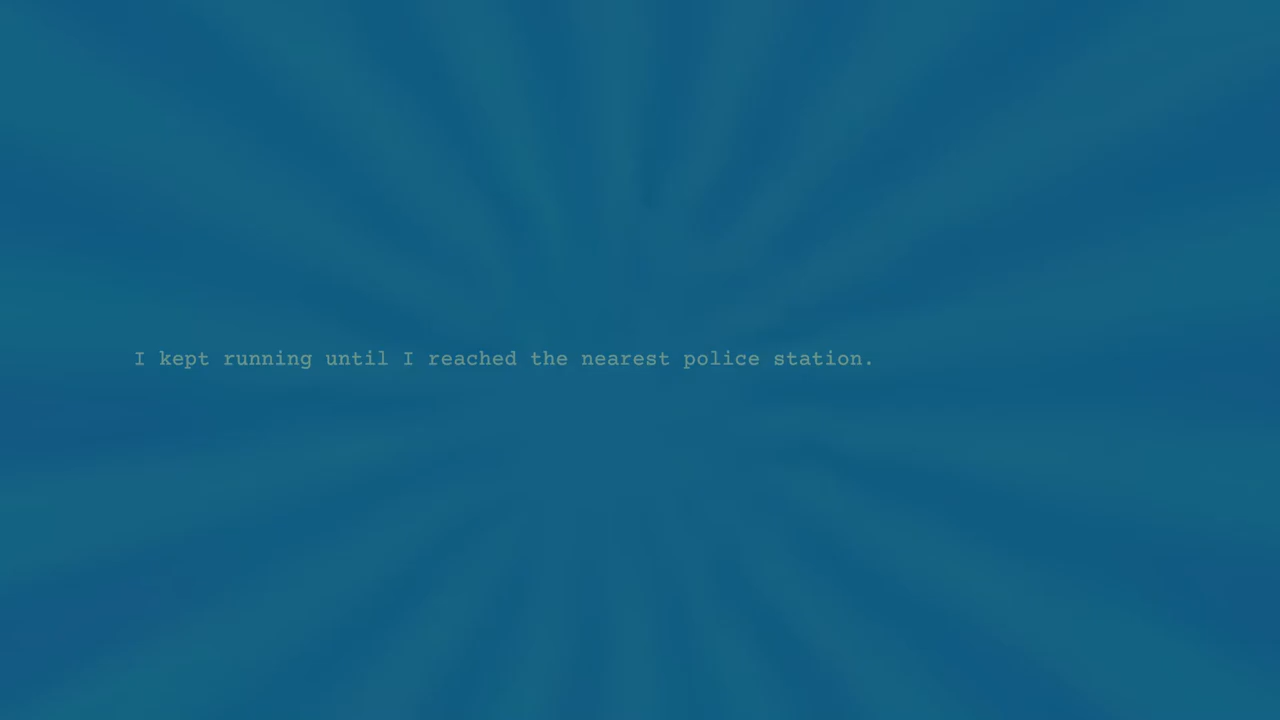 I kept running until I reached the nearest police station.